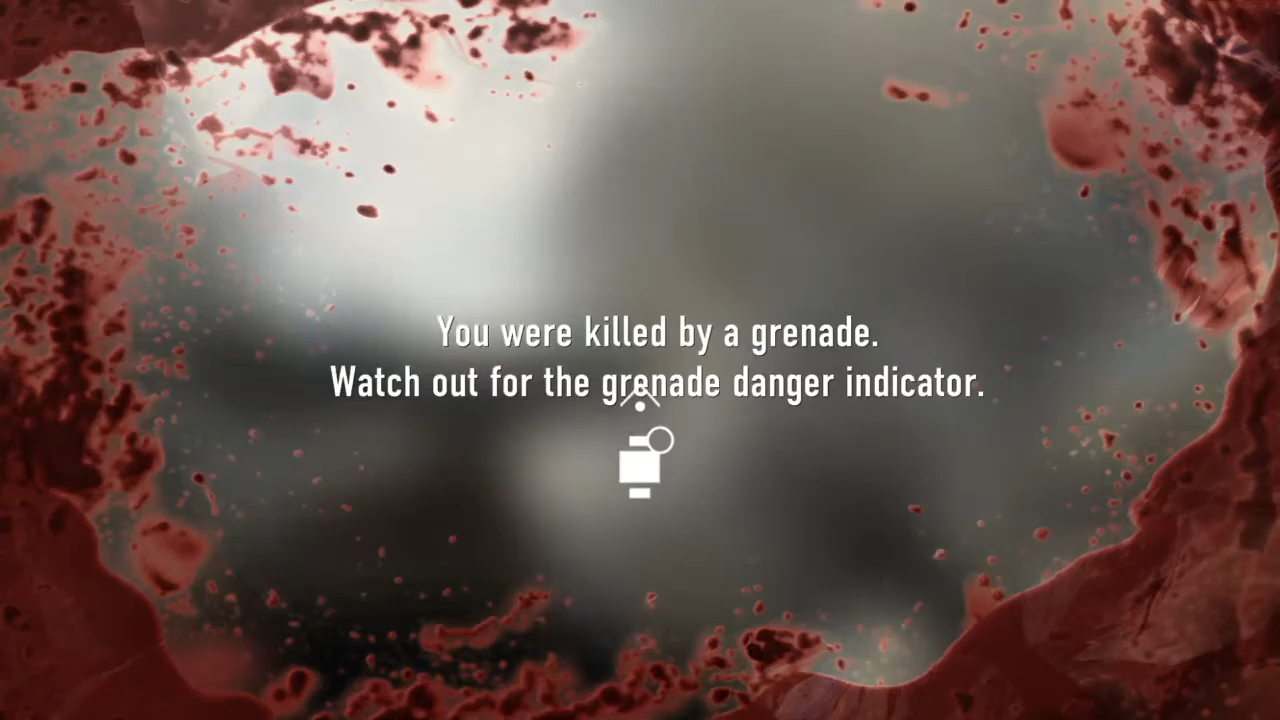 You were killed by a grenade.
Watch out for the grenade danger indicator.